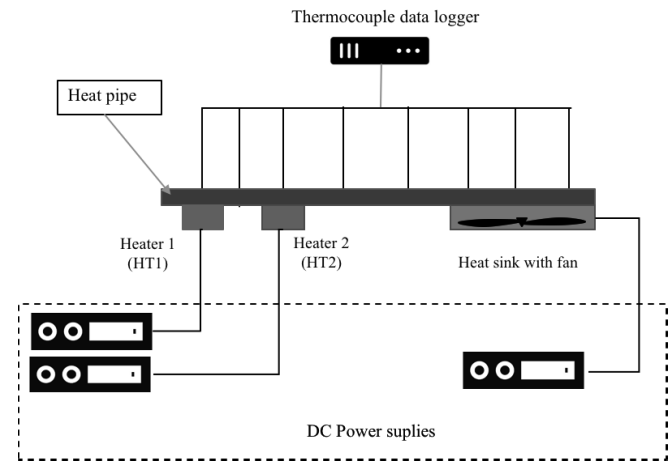 Thermocouple data logger
Heat pipe
Heater 1
(HT1)
Heater 2
(HT2)
Heat sink with fan
DC Power suplies